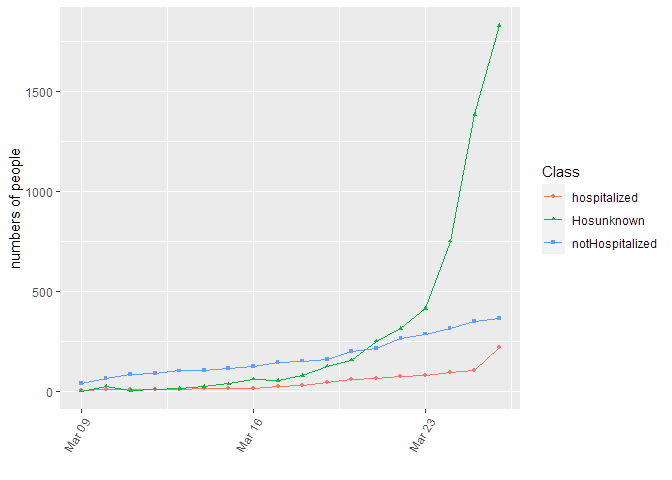 numbers of people
1500
1000
500
0
Mar 09
Mar 16
Mar 23
Class
hospitalized
Hosunknown
notHospitalized